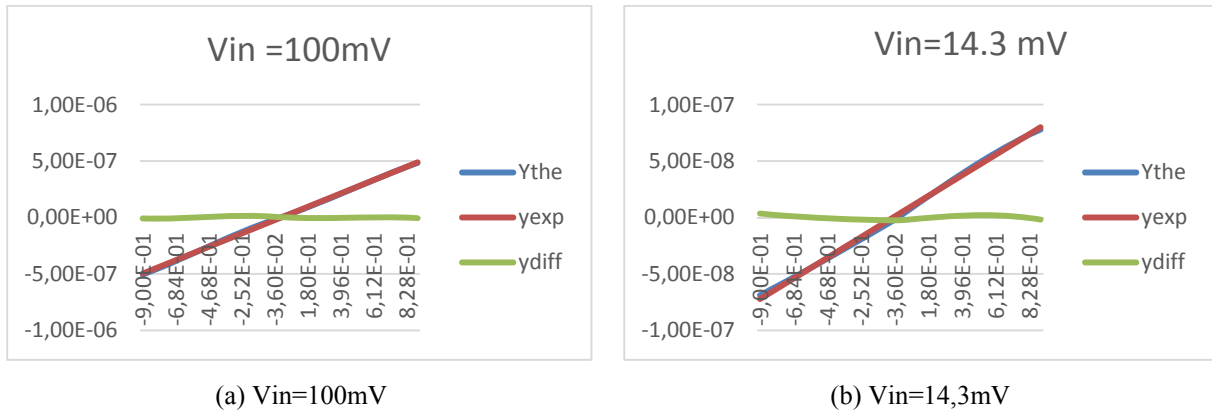 Vin =100mV
1,00E-06
5,00E-07
0,00E+00
-5,00E-07
-1,00E-06
-9,00E-01
-6,84E-01
-4,68E-01
-2,52E-01
-3,60E-02
1,80E-01
3,96E-01
6,12E-01
8,28E-01
Ythe
yexp
ydiff
(a) Vin=100mV
Vin=14.3 mV
1,00E-07
5,00E-08
0,00E+00
-5,00E-08
-1,00E-07
-9,00E-01
-6,84E-01
-4,68E-01
-2,52E-01
-3,60E-02
1,80E-01
3,96E-01
6,12E-01
8,28E-01
Ythe
yexp
ydiff
(b) Vin=14,3mV